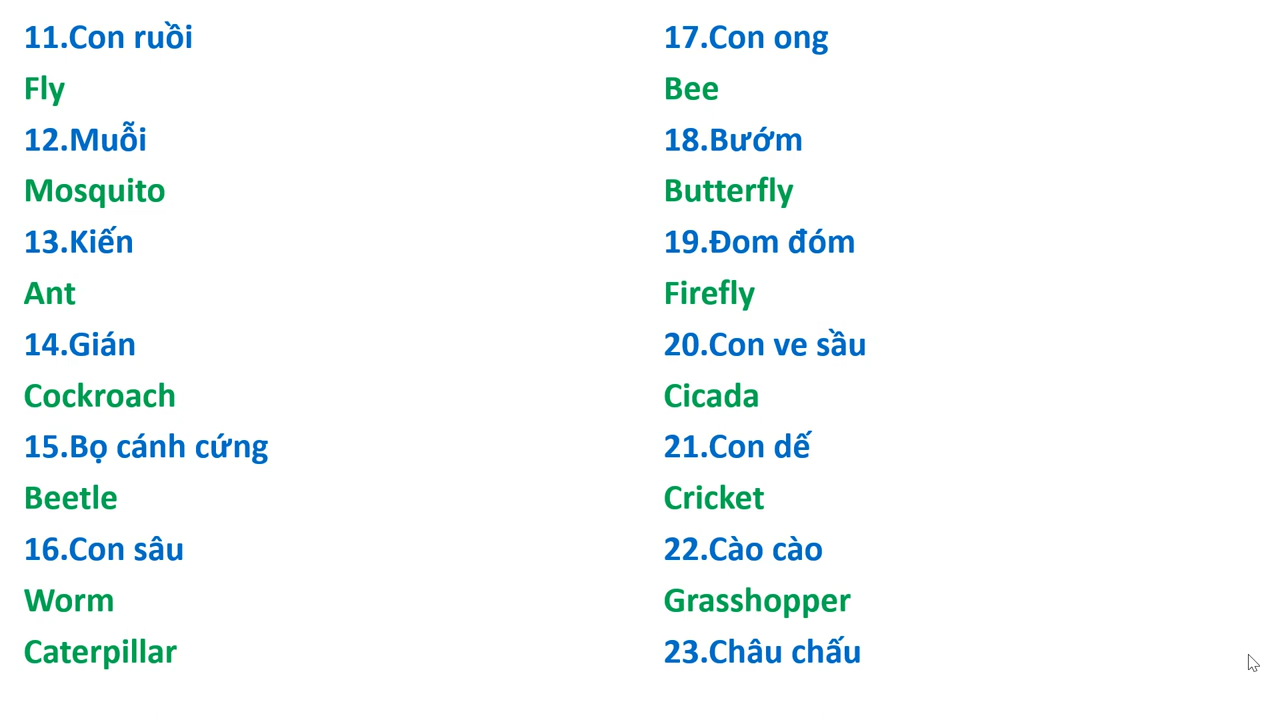 11.Con ruồi
Fly
12.Muỗi
Mosquito
13.Kiến
Ant
14.Gián
Cockroach
15.Bọ cánh cứng
Beetle
16.Con sâu
Worm
Caterpillar
17.Con ong
Bee
18.Bướm
Butterfly
19.Đom đóm
Firefly
20.Con ve sầu
Cicada
21.Con dế
Cricket
22.Cào cào
Grasshopper
23.Châu chấu